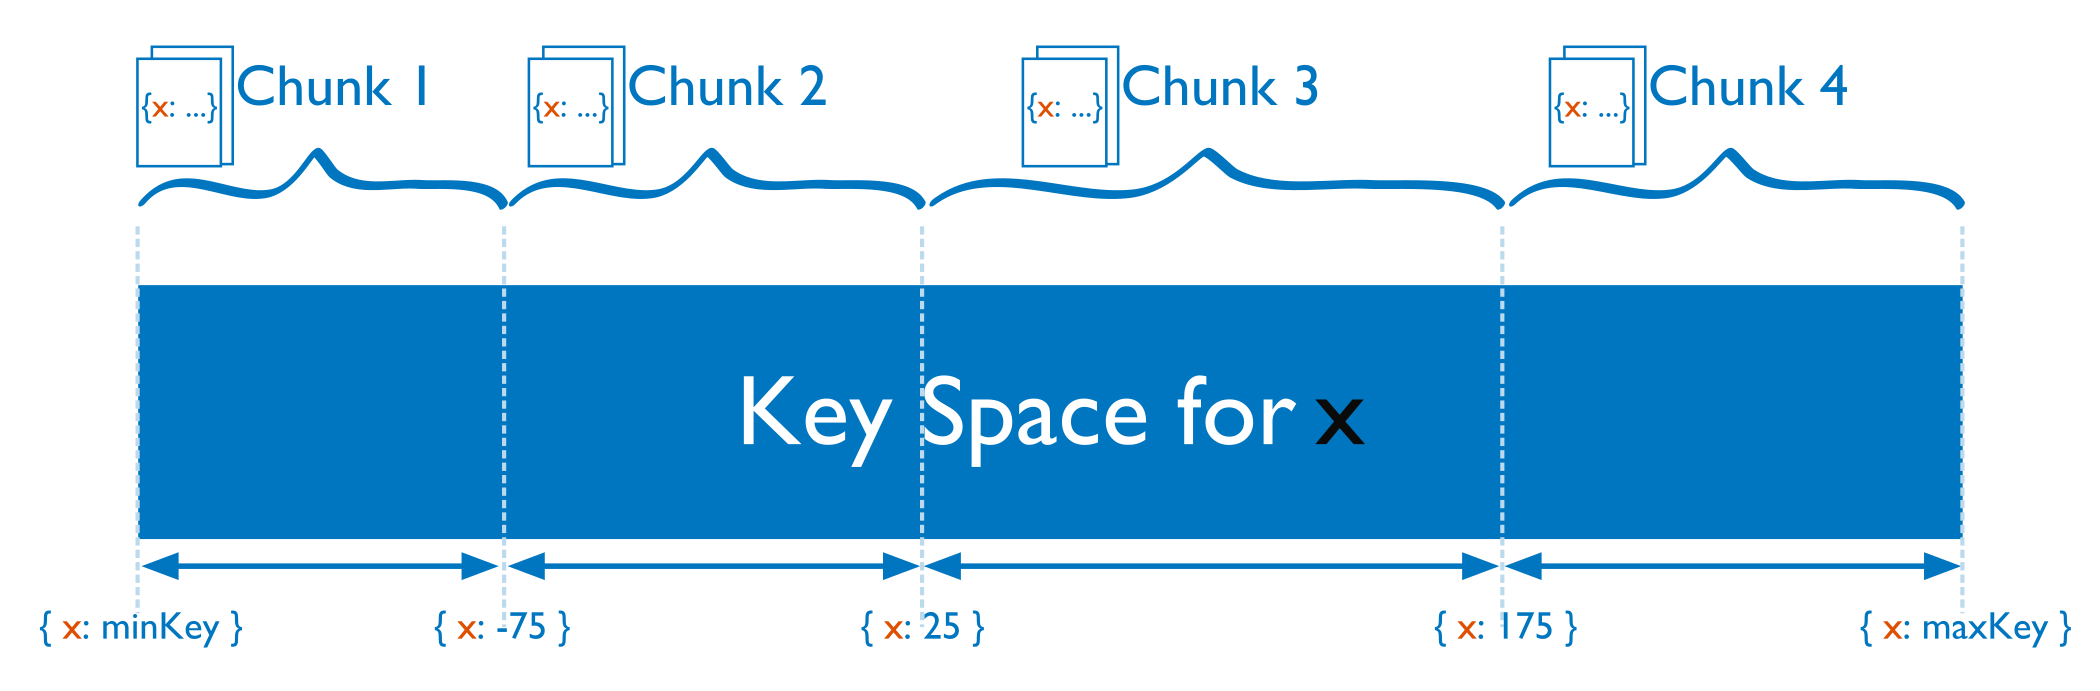 Chunk 1
{x: ...}
Chunk 2
{x: ...}
Chunk 3
{x: ...}
Chunk 4
{x: ...}
Key Space for x
{ x: minKey }
{ x: -75 }
{ x: 25 }
{ x: 175 }
{ x: maxKey }